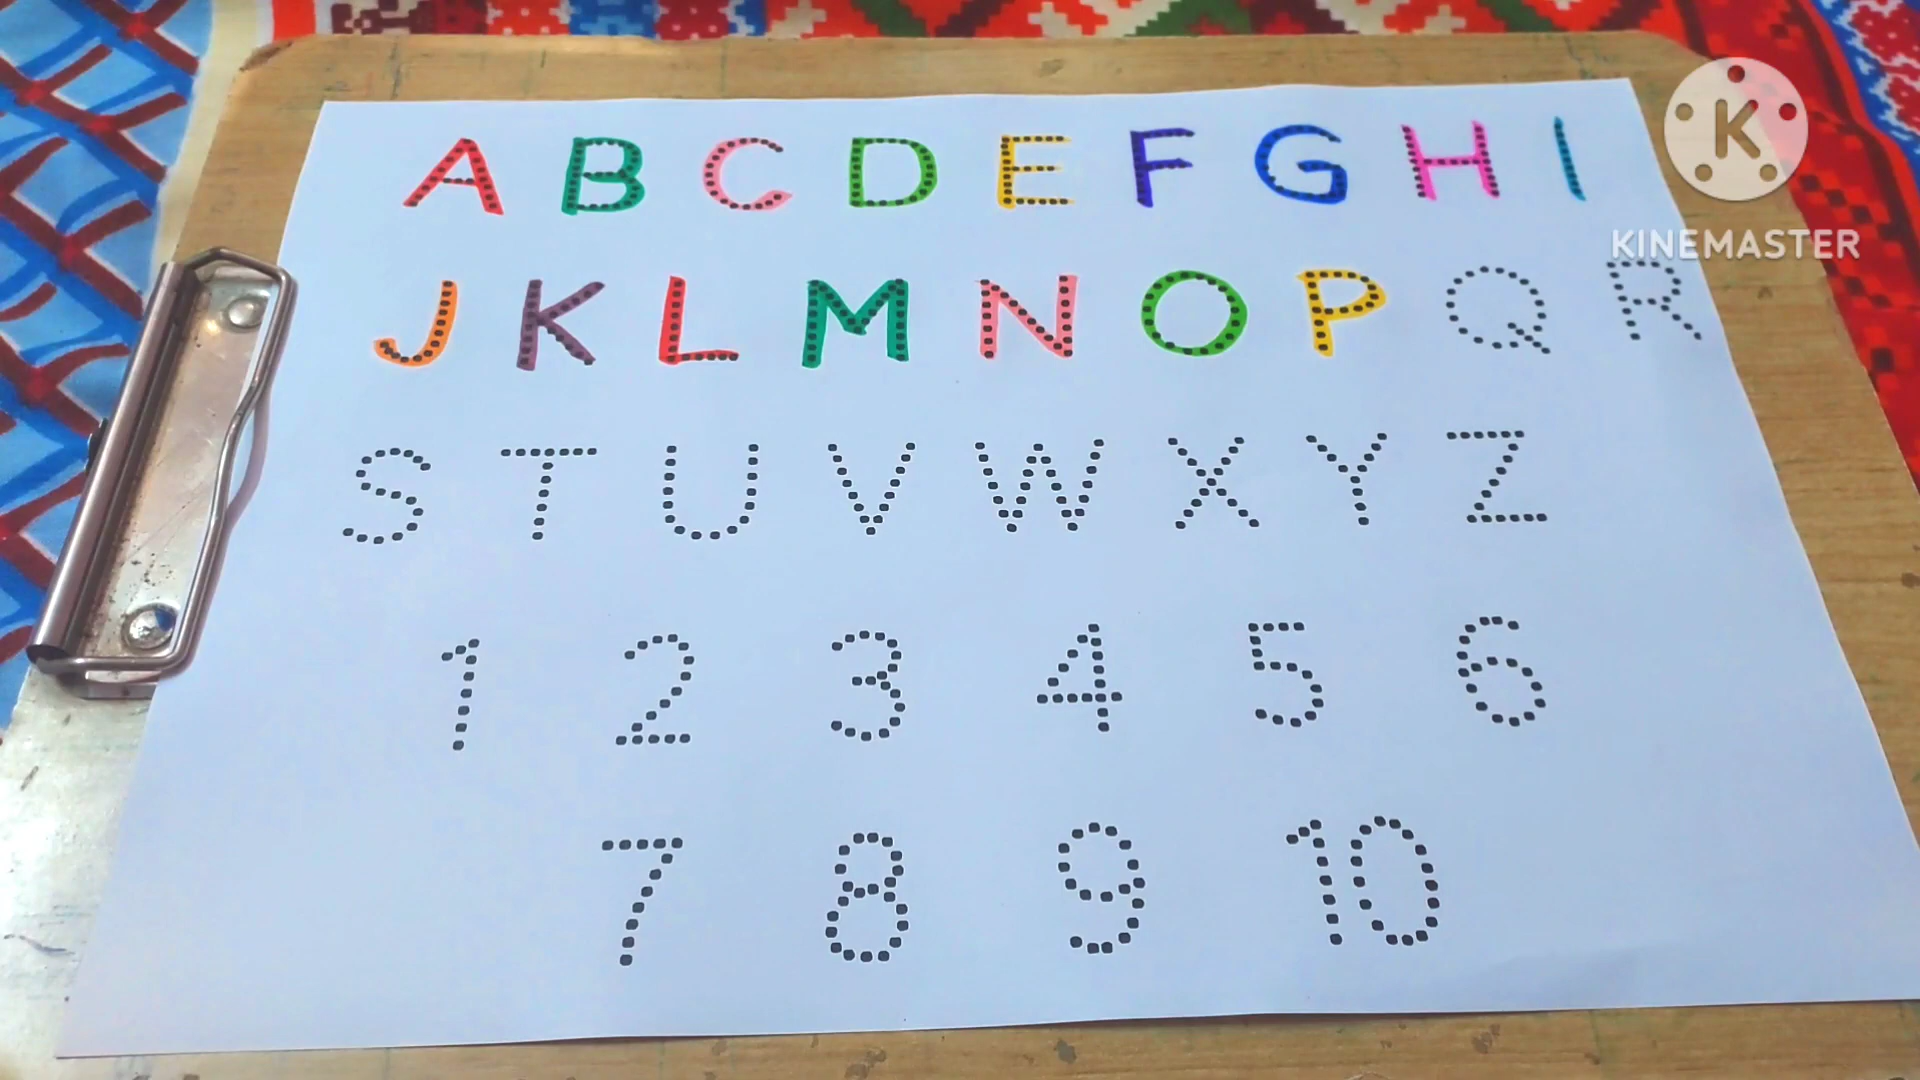 A B C D E F G H I
J K L M N O P Q R
S T U V W X Y Z
1 2 3 4 5 6
7 8 9 10
K
KINEMASTER